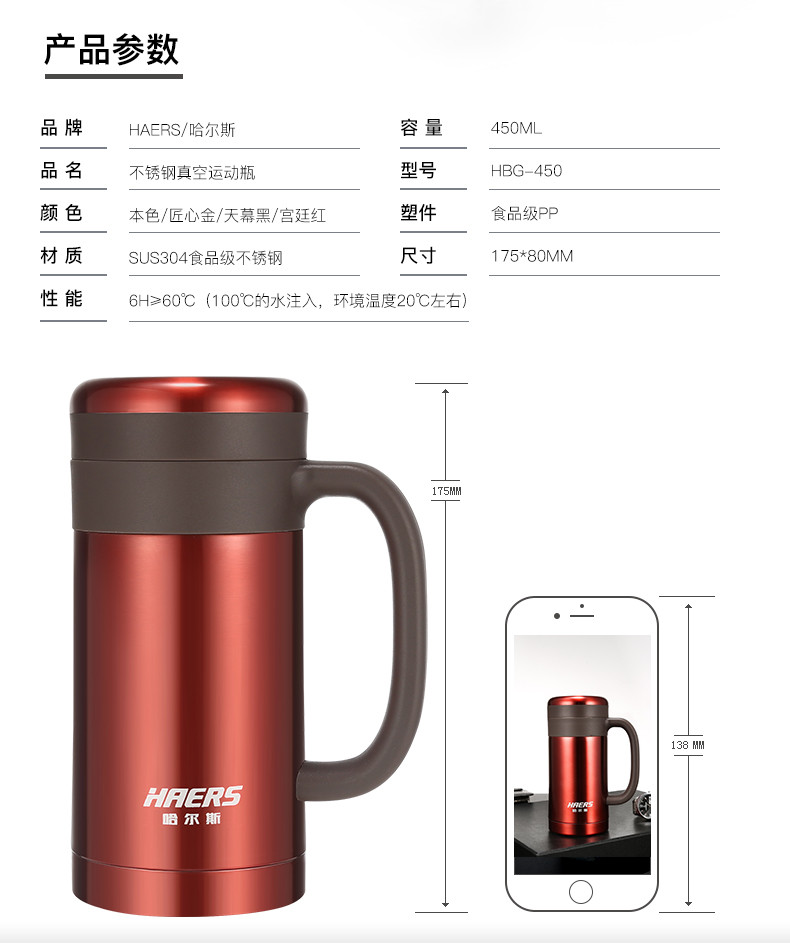 产品参数
品牌 HAERS/哈尔斯 容量 450ML
品名 不锈钢真空运动瓶 型号 HBG-450
颜色 本色/匠心金/天幕黑/宫廷红 塑件 食品级PP
材质 SUS304食品级不锈钢 尺寸 175*80MM
性能 6H≥60℃（100℃的水注入，环境温度20℃左右）
175MM
138 MM
HAERS
哈尔斯
HAERS
哈尔斯